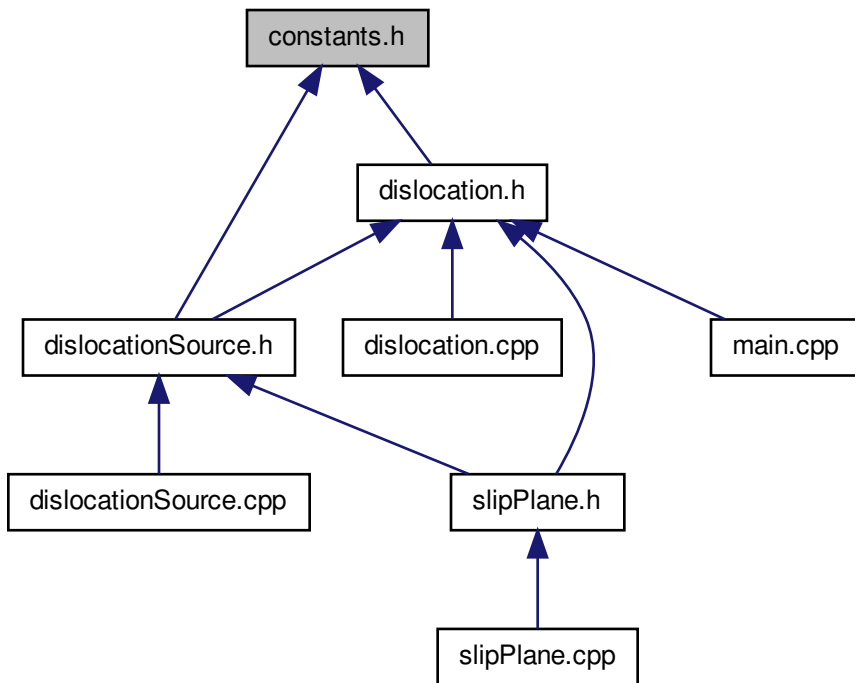 constants.h
dislocation.h
dislocationSource.h
dislocation.cpp
main.cpp
dislocationSource.cpp
slipPlane.h
slipPlane.cpp